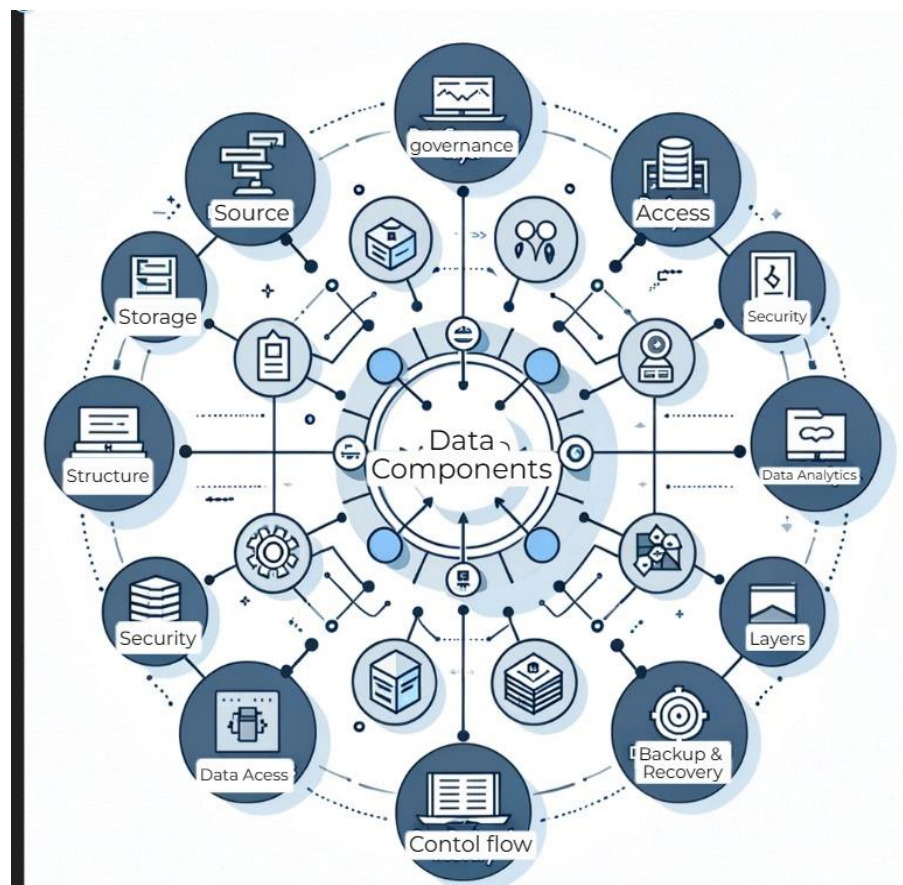 governance
Source
Access
Storage
Security
Structure
Data
Components
Data Analytics
Security
Layers
Data Acess
Backup &
Recovery
Contol flow